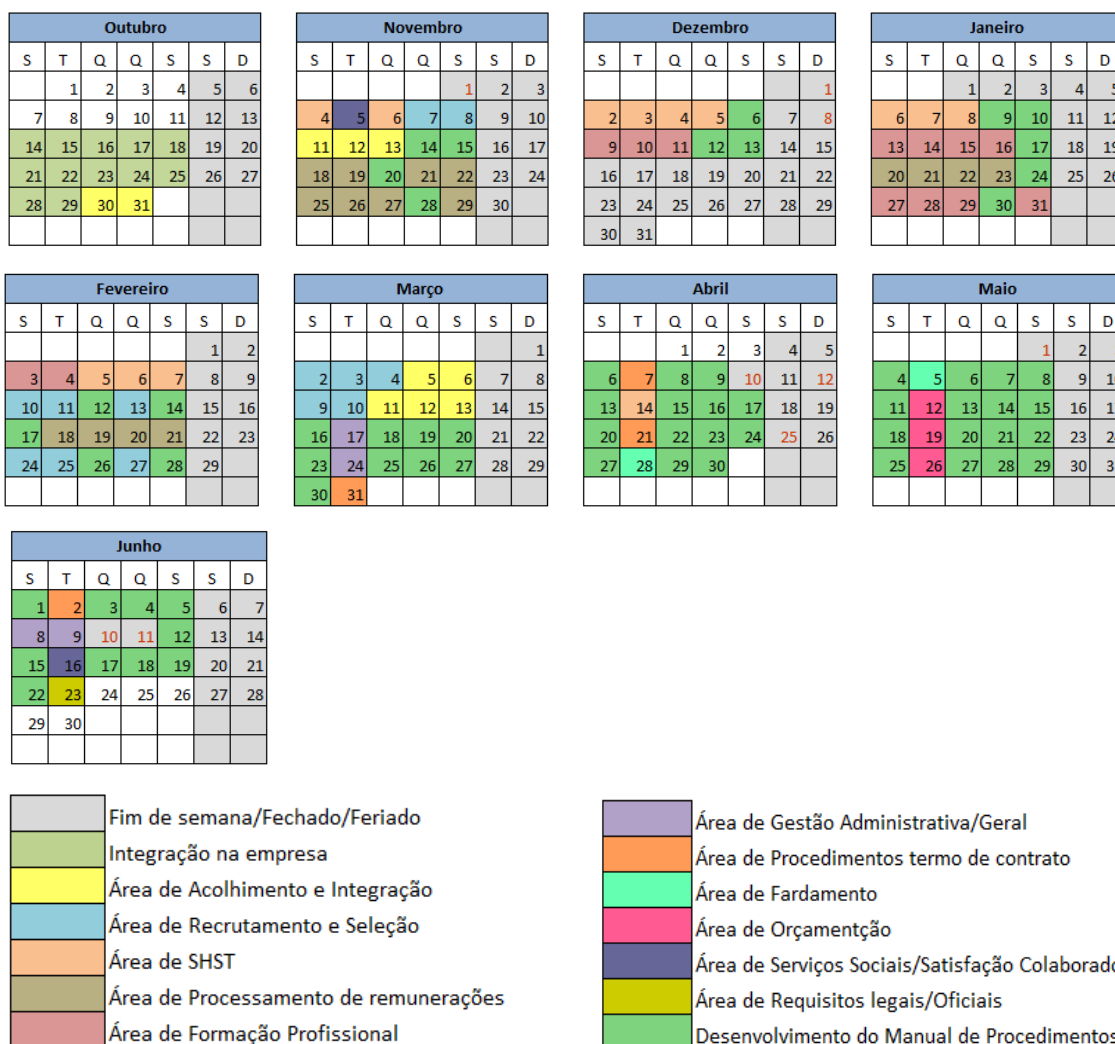 Outubro
S T Q Q S S D
1 2 3 4 5 6
7 8 9 10 11 12 13
14 15 16 17 18 19 20
21 22 23 24 25 26 27
28 29 30 31
Novembro
S T Q Q S S D
1 2 3
4 5 6 7 8 9 10
11 12 13 14 15 16 17
18 19 20 21 22 23 24
25 26 27 28 29 30
Dezembro
S T Q Q S S D
1
2 3 4 5 6 7 8
9 10 11 12 13 14 15
16 17 18 19 20 21 22
23 24 25 26 27 28 29
30 31
Janeiro
S T Q Q S S D
1 2 3 4 5
6 7 8 9 10 11 12
13 14 15 16 17 18 19
20 21 22 23 24 25 26
27 28 29 30 31
Fevereiro
S T Q Q S S D
1 2
3 4 5 6 7 8 9
10 11 12 13 14 15 16
17 18 19 20 21 22 23
24 25 26 27 28 29
Março
S T Q Q S S D
1
2 3 4 5 6 7 8
9 10 11 12 13 14 15
16 17 18 19 20 21 22
23 24 25 26 27 28 29
30 31
Abril
S T Q Q S S D
1 2 3 4 5
6 7 8 9 10 11 12
13 14 15 16 17 18 19
20 21 22 23 24 25 26
27 28 29 30
Maio
S T Q Q S S D
1 2
4 5 6 7 8 9 10
11 12 13 14 15 16
18 19 20 21 22 23
25 26 27 28 29 30
Junho
S T Q Q S S D
1 2 3 4 5 6 7
8 9 10 11 12 13 14
15 16 17 18 19 20 21
22 23 24 25 26 27 28
29 30
Fim de semana/Fechado/Feriado
Integração na empresa
Área de Acolhimento e Integração
Área de Recrutamento e Seleção
Área de SHST
Área de Processamento de remunerações
Área de Formação Profissional
Área de Gestão Administrativa/Geral
Área de Procedimentos termo de contrato
Área de Fardamento
Área de Orçamentção
Área de Serviços Sociais/Satisfação Colaborado
Área de Requisitos legais/Oficiais
Desenvolvimento do Manual de Procedimentos